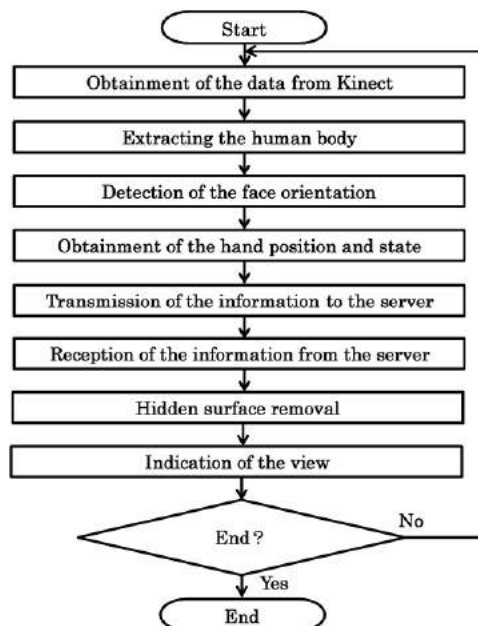 Start
Obtainment of the data from Kinect
Extracting the human body
Detection of the face orientation
Obtainment of the hand position and state
Transmission of the information to the server
Reception of the information from the server
Hidden surface removal
Indication of the view
End?
No
Yes
End